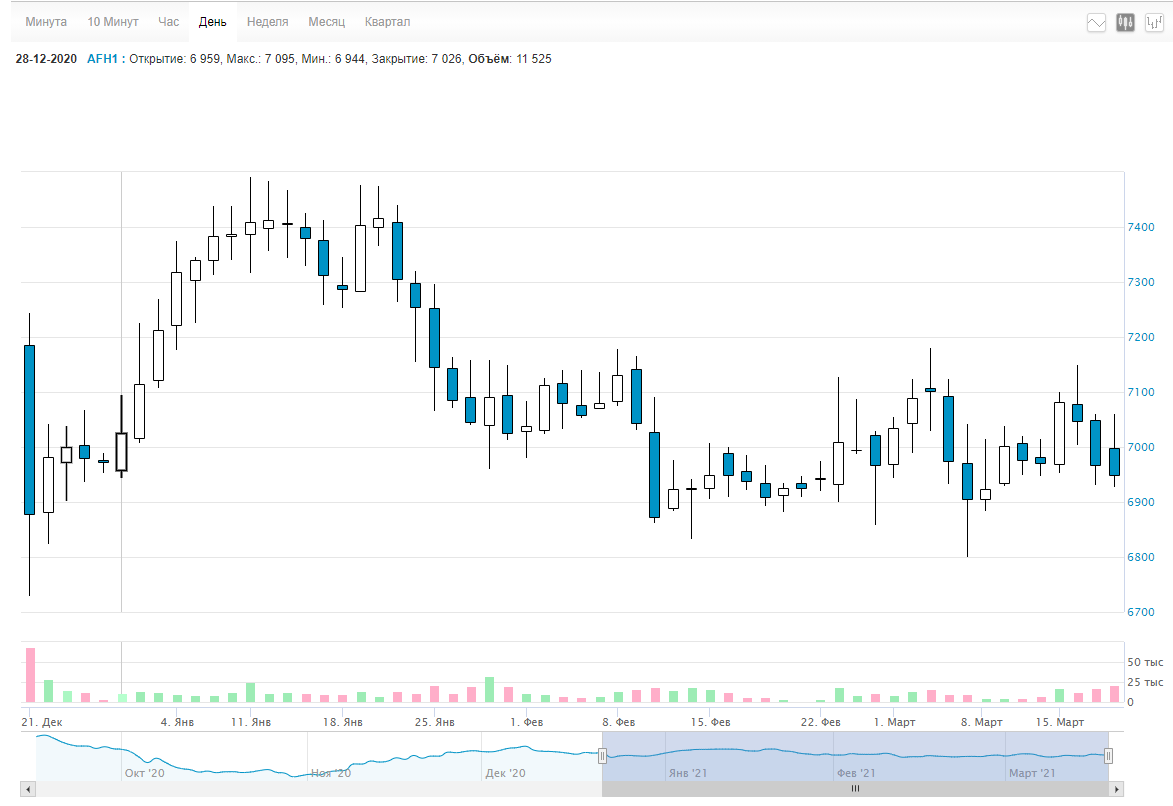 Минута 10 Минут Час День Неделя Месяц Квартал
28-12-2020 AFH1 : Открытие: 6 959, Макс.: 7 095, Мин.: 6 944, Закрытие: 7 026, Объём: 11 525
7400
7300
7200
7100
7000
6900
6800
6700
50 тыс
25 тыс
0
21. Дек 4. Янв 11. Янв 18. Янв 25. Янв 1. Фев 8. Фев 15. Фев 22. Фев 1. Март 8. Март 15. Март
Окт '20 Ноя '20 Дек '20 Янв '21 Фев '21 Март '21